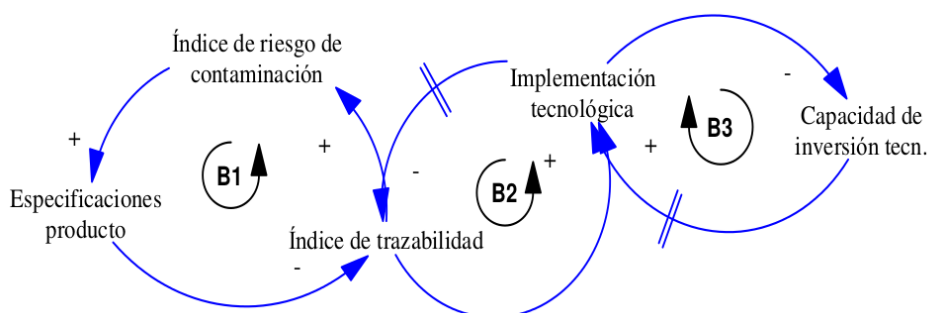 Índice de riesgo de
contaminación
+
Especificaciones
producto
B1
+
-
Índice de trazabilidad
-
B2
+
Implementación
tecnológica
+
B3
-
Capacidad de
inversión tecn.